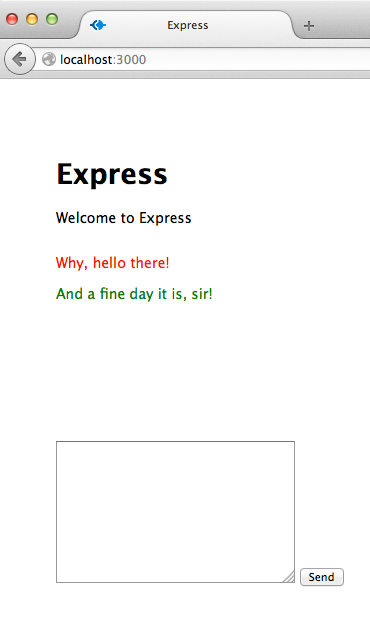 Express
localhost:3000
Express
Welcome to Express
Why, hello there!
And a fine day it is, sir!
Send